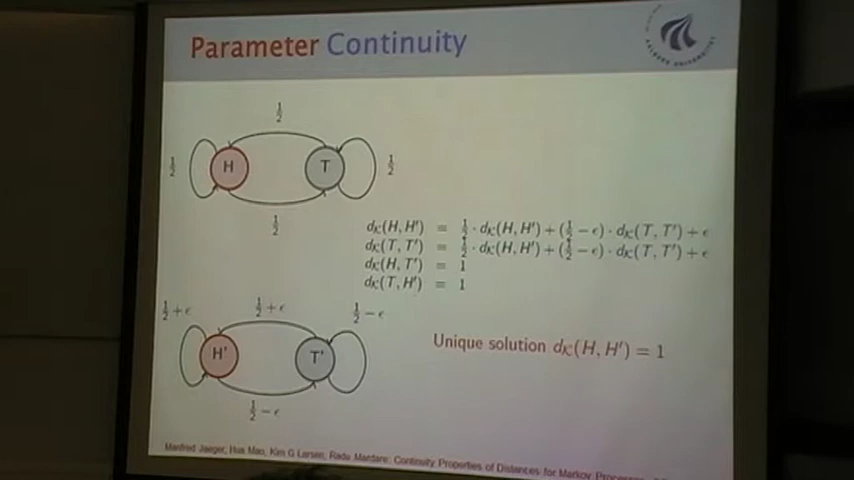 Parameter Continuity
AALBORG UNIVERSITET
1/2
1/2
H
T
1/2
1/2
d𝒦(H, H′) = 1/2 · d𝒦(H, H′) + (1/2 − ϵ) · d𝒦(T, T′) + ϵ
d𝒦(T, T′) = 1/2 · d𝒦(H, H′) + (1/2 − ϵ) · d𝒦(T, T′) + ϵ
d𝒦(H, T′) = 1
d𝒦(T, H′) = 1
1/2 + ϵ
1/2 + ϵ
1/2 − ϵ
H'
T'
1/2 − ϵ
Unique solution d𝒦(H, H′) = 1
Manfred Jaeger, Hua Mao, Kim G Larsen, Radu Mardare: Continuity Properties of Distances for Markov Processes